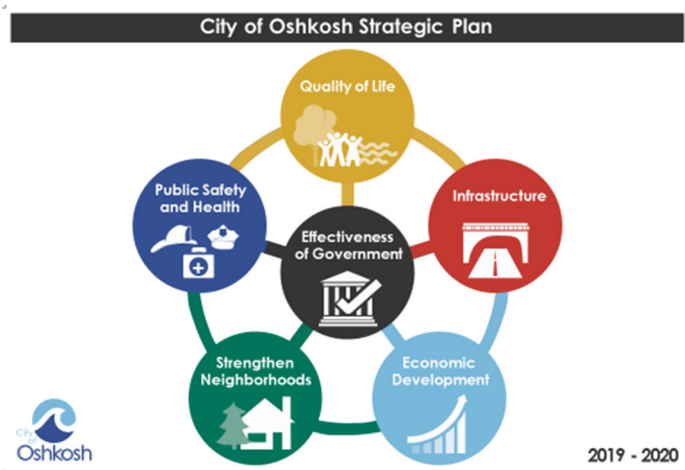 City of Oshkosh Strategic Plan
Quality of Life
Public Safety
and Health
Infrastructure
Effectiveness
of Government
Strengthen
Neighborhoods
Economic
Development
City
of
Oshkosh
2019 - 2020